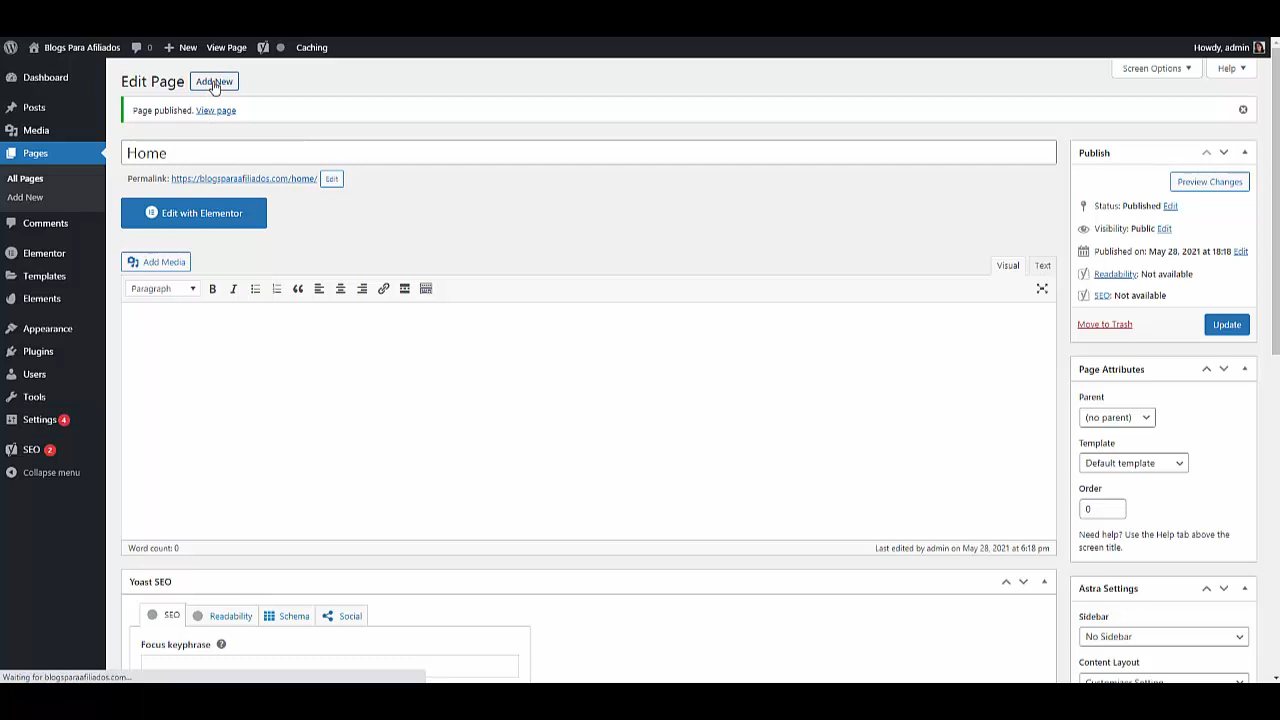 Blogs Para Afiliados 0 New View Page Caching Howdy, admin
Dashboard
Posts
Media
Pages
All Pages
Add New
Comments
Elementor
Templates
Elements
Appearance
Plugins
Users
Tools
Settings 4
SEO 2
Collapse menu
Screen Options Help
Edit Page Add New
Page published. View page
Home
Permalink: https://blogsparaafiliados.com/home/ Edit
Edit with Elementor
Add Media
Visual Text
Paragraph
Word count: 0 Last edited by admin on May 28, 2021 at 6:18 pm
Yoast SEO
SEO Readability Schema Social
Focus keyphrase
Publish
Preview Changes
Status: Published Edit
Visibility: Public Edit
Published on: May 28, 2021 at 18:18 Edit
Readability: Not available
SEO: Not available
Move to Trash Update
Page Attributes
Parent
(no parent)
Template
Default template
Order
0
Need help? Use the Help tab above the
screen title.
Astra Settings
Sidebar
No Sidebar
Content Layout
Customizer Setting
Waiting for blogsparaafiliados.com...